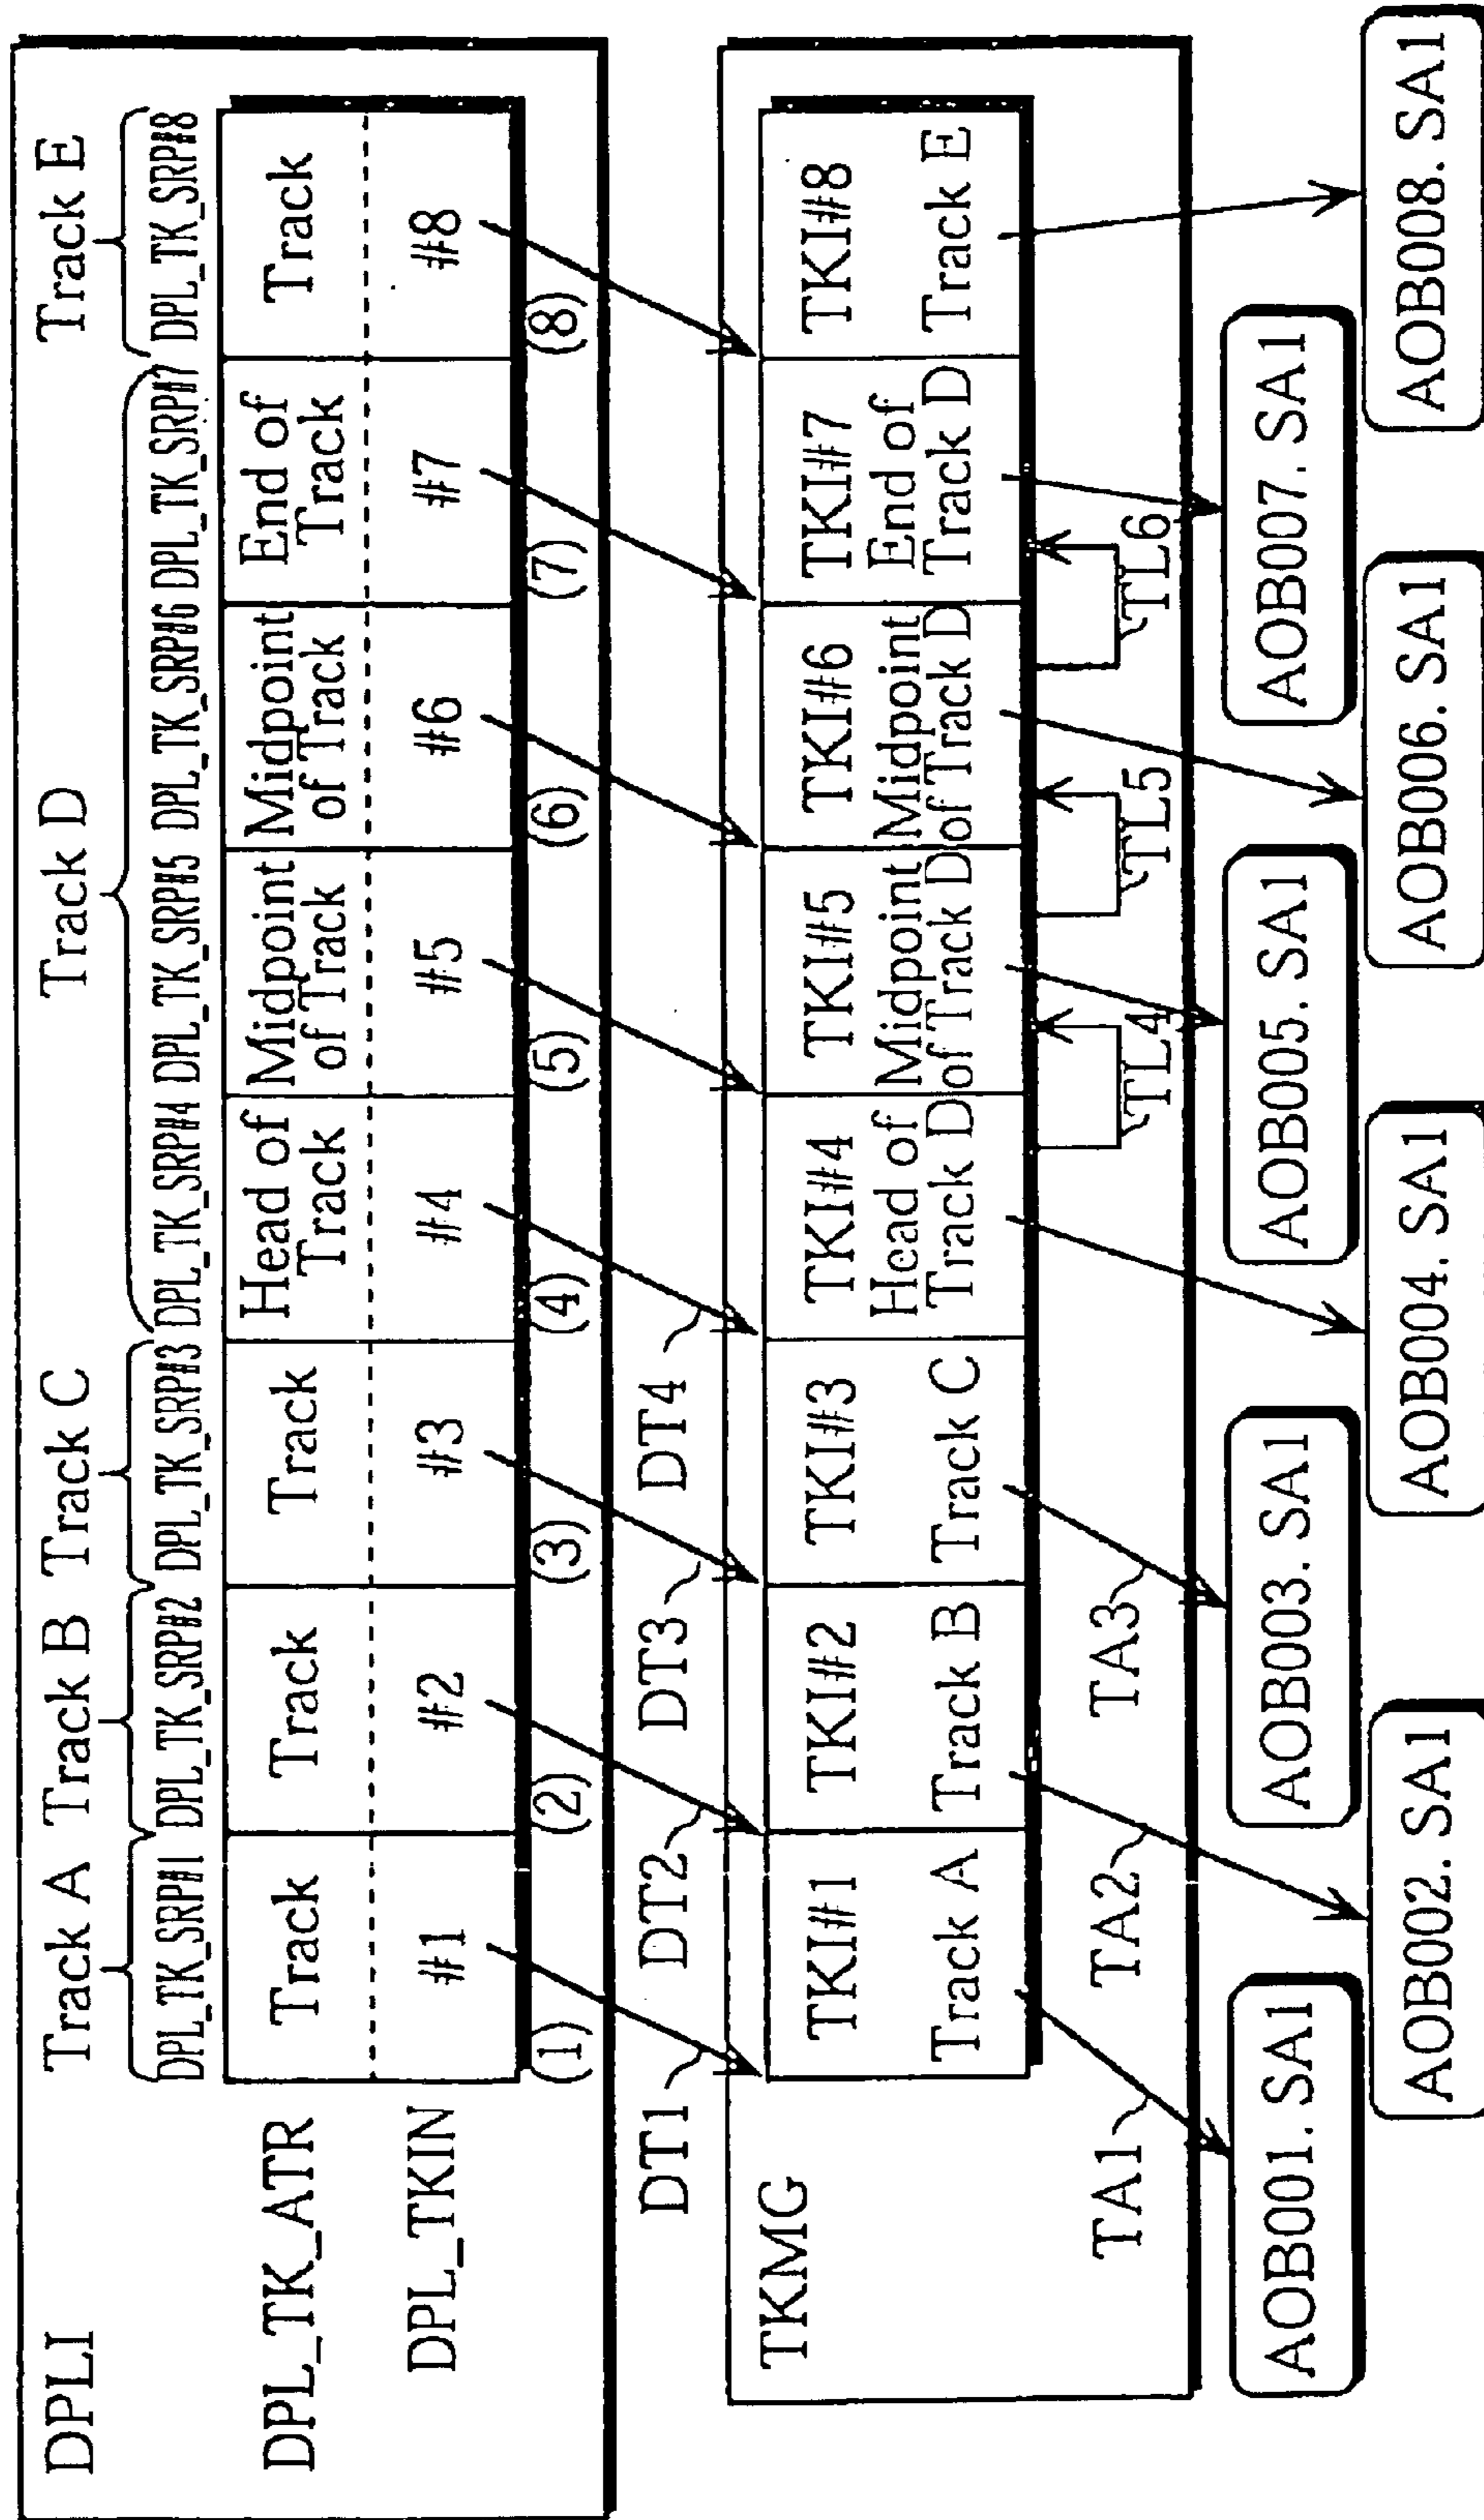 DPLI
Track A Track B Track C Track D Track E
DPL_TK_SRP#1 DPL_TK_SRP#2 DPL_TK_SRP#3 DPL_TK_SRP#4 DPL_TK_SRP#5 DPL_TK_SRP#6 DPL_TK_SRP#7 DPL_TK_SRP#8
DPL_TK_ATR
Track
Track
Track
Head of
Track
Midpoint
of Track
Midpoint
of Track
End of
Track
Track
DPL_TKIN
#1 #2 #3 #4 #5 #6 #7 #8
(1) (2) (3) (4) (5) (6) (7) (8)
DT1 DT2 DT3 DT4
TKMG
TKI#1
Track A
TKI#2
Track B
TKI#3
Track C
TKI#4
Head of
Track D
TKI#5
Midpoint
of Track D
TKI#6
Midpoint
of Track D
TKI#7
End of
Track D
TKI#8
Track E
TA1 TA2 TA3 TL4 TL5 TL6
AOB001. SA1 AOB003. SA1 AOB005. SA1 AOB007. SA1
AOB002. SA1 AOB004. SA1 AOB006. SA1 AOB008. SA1